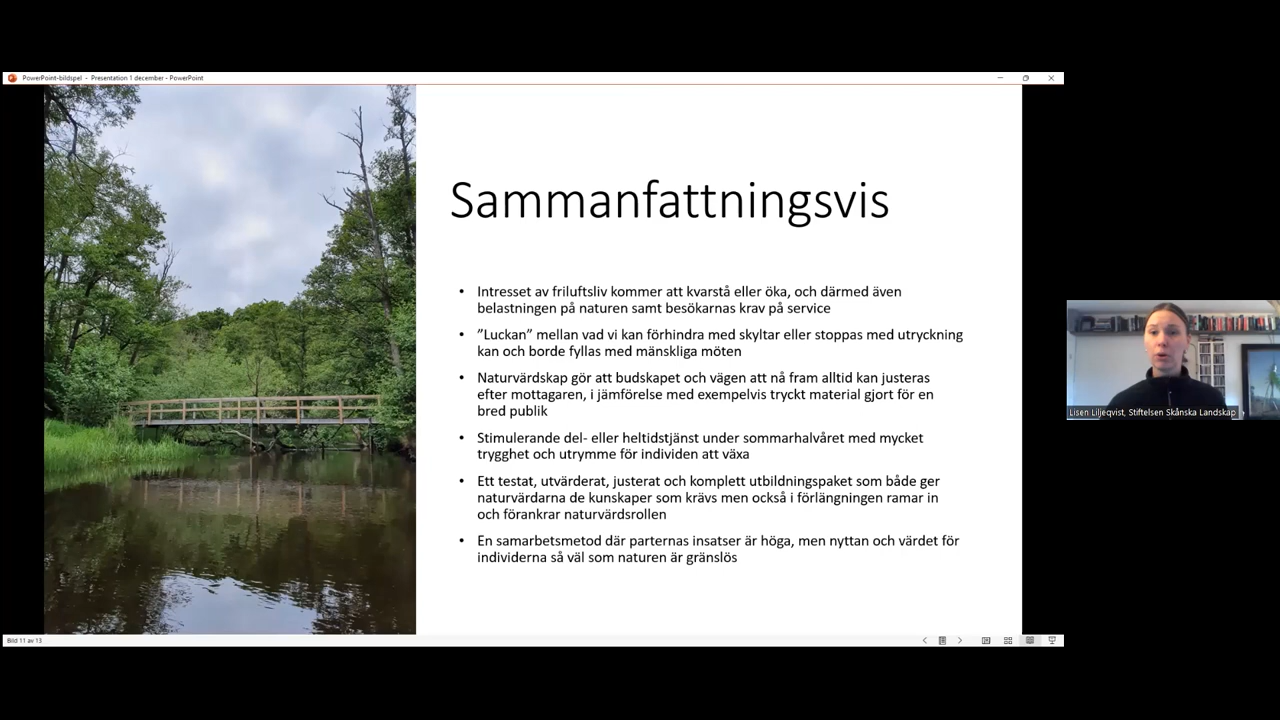 PowerPoint-bildspel - Presentation 1 december - PowerPoint
Sammanfattningsvis
• Intresset av friluftsliv kommer att kvarstå eller öka, och därmed även
belastningen på naturen samt besökarnas krav på service
• ”Luckan” mellan vad vi kan förhindra med skyltar eller stoppas med utryckning
kan och borde fyllas med mänskliga möten
• Naturvärdskap gör att budskapet och vägen att nå fram alltid kan justeras
efter mottagaren, i jämförelse med exempelvis tryckt material gjort för en
bred publik
• Stimulerande del- eller heltidstjänst under sommarhalvåret med mycket
trygghet och utrymme för individen att växa
• Ett testat, utvärderat, justerat och komplett utbildningspaket som både ger
naturvärdarna de kunskaper som krävs men också i förlängningen ramar in
och förankrar naturvärdsrollen
• En samarbetsmetod där parternas insatser är höga, men nyttan och värdet för
individerna så väl som naturen är gränslös
Lisen Liljeqvist, Stiftelsen Skånska Landskap
Bild 11 av 13